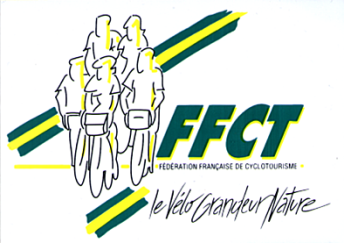 FFCT
FÉDÉRATION FRANÇAISE DE CYCLOTOURISME
le Vélo Grandeur Nature